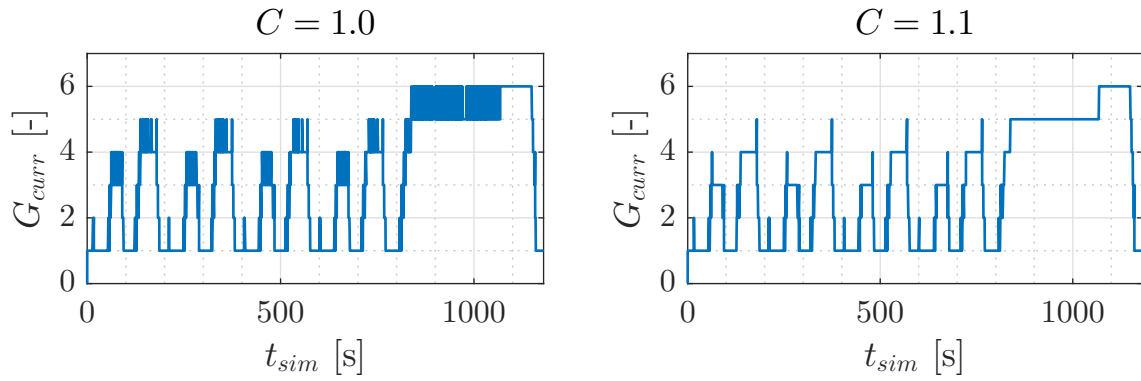 C = 1.0
G_curr [-]
6
4
2
0
0 500 1000
t_sim [s]
C = 1.1
G_curr [-]
6
4
2
0
0 500 1000
t_sim [s]